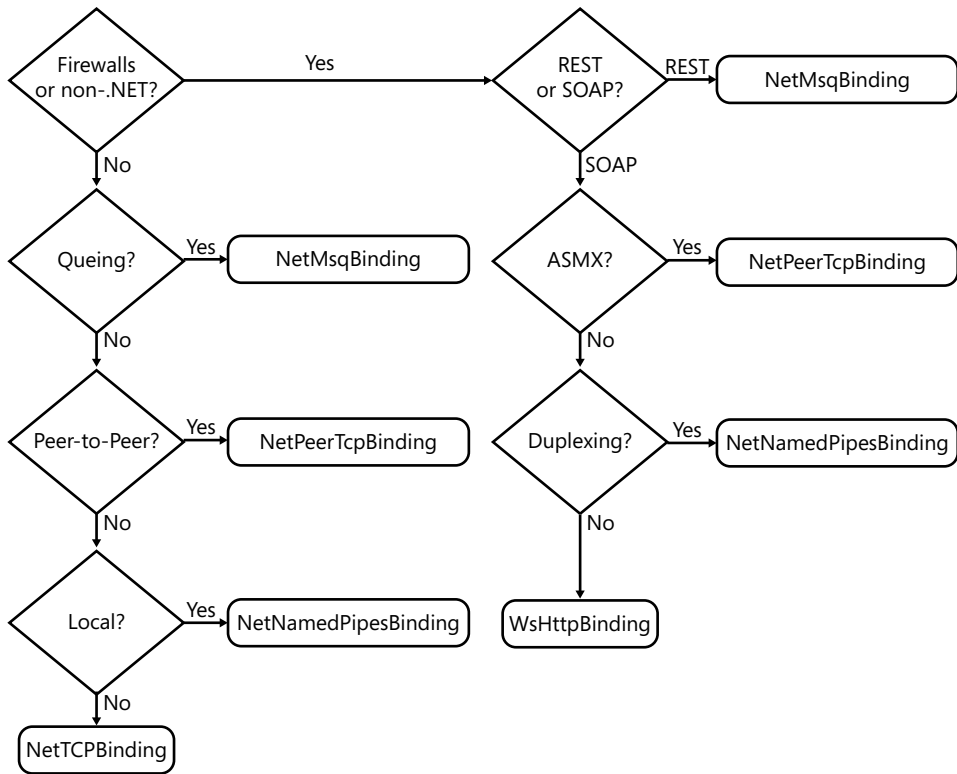 Firewalls
or non-.NET?
Yes
REST
or SOAP?
REST
NetMsqBinding
No
SOAP
Queing?
Yes
NetMsqBinding
ASMX?
Yes
NetPeerTcpBinding
No
No
Peer-to-Peer?
Yes
NetPeerTcpBinding
Duplexing?
Yes
NetNamedPipesBinding
No
No
Local?
Yes
NetNamedPipesBinding
WsHttpBinding
No
NetTCPBinding